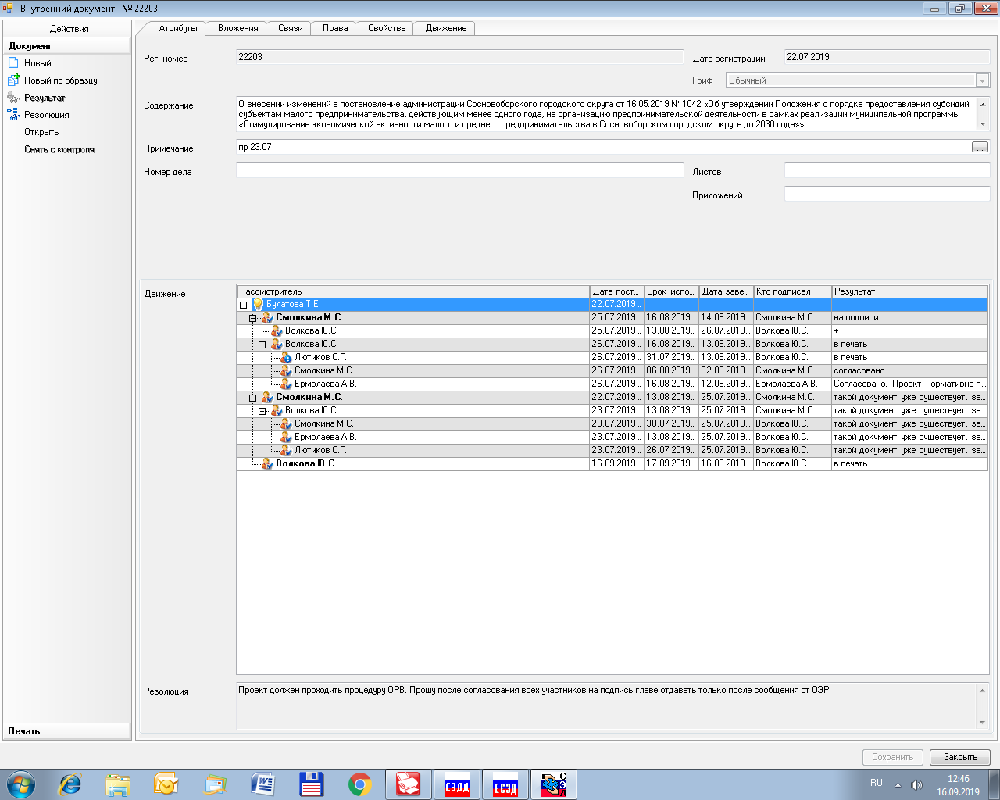 Внутренний документ № 22203
Действия
Документ
Новый
Новый по образцу
Результат
Резолюция
Открыть
Снять с контроля
Печать
Атрибуты Вложения Связи Права Свойства Движение
Рег. номер 22203 Дата регистрации 22.07.2019
Гриф Обычный
Содержание
О внесении изменений в постановление администрации Сосновоборского городского округа от 16.05.2019 № 1042 «Об утверждении Положения о порядке предоставления субсидий
субъектам малого предпринимательства, действующим менее одного года, на организацию предпринимательской деятельности в рамках реализации муниципальной программы
«Стимулирование экономической активности малого и среднего предпринимательства в Сосновоборском городском округе до 2030 года»»
Примечание пр 23.07 ...
Номер дела Листов
Приложений
Движение
Рассмотритель Дата пост... Срок испо... Дата заве... Кто подписал Результат
Булатова Т.Е. 22.07.2019...
Смолкина М.С. 25.07.2019... 16.08.2019... 14.08.2019... Смолкина М.С. на подписи
Волкова Ю.С. 25.07.2019... 13.08.2019... 26.07.2019... Волкова Ю.С. +
Волкова Ю.С. 26.07.2019... 16.08.2019... 13.08.2019... Волкова Ю.С. в печать
Лютиков С.Г. 26.07.2019... 31.07.2019... 13.08.2019... Волкова Ю.С. в печать
Смолкина М.С. 26.07.2019... 06.08.2019... 02.08.2019... Смолкина М.С. согласовано
Ермолаева А.В. 26.07.2019... 16.08.2019... 12.08.2019... Ермолаева А.В. Согласовано. Проект нормативно-п...
Смолкина М.С. 22.07.2019... 13.08.2019... 25.07.2019... Смолкина М.С. такой документ уже существует, за...
Волкова Ю.С. 23.07.2019... 13.08.2019... 25.07.2019... Смолкина М.С. такой документ уже существует, за...
Смолкина М.С. 23.07.2019... 30.07.2019... 25.07.2019... Волкова Ю.С. такой документ уже существует, за...
Ермолаева А.В. 23.07.2019... 13.08.2019... 25.07.2019... Волкова Ю.С. такой документ уже существует, за...
Лютиков С.Г. 23.07.2019... 26.07.2019... 25.07.2019... Волкова Ю.С. такой документ уже существует, за...
Волкова Ю.С. 16.09.2019... 17.09.2019... 16.09.2019... Волкова Ю.С. в печать
Резолюция Проект должен проходить процедуру ОРВ. Прошу после согласования всех участников на подпись главе отдавать только после сообщения от ОЭР.
Сохранить Закрыть
СЭДД ЕСЭД СЭД
RU 12:46
16.09.2019